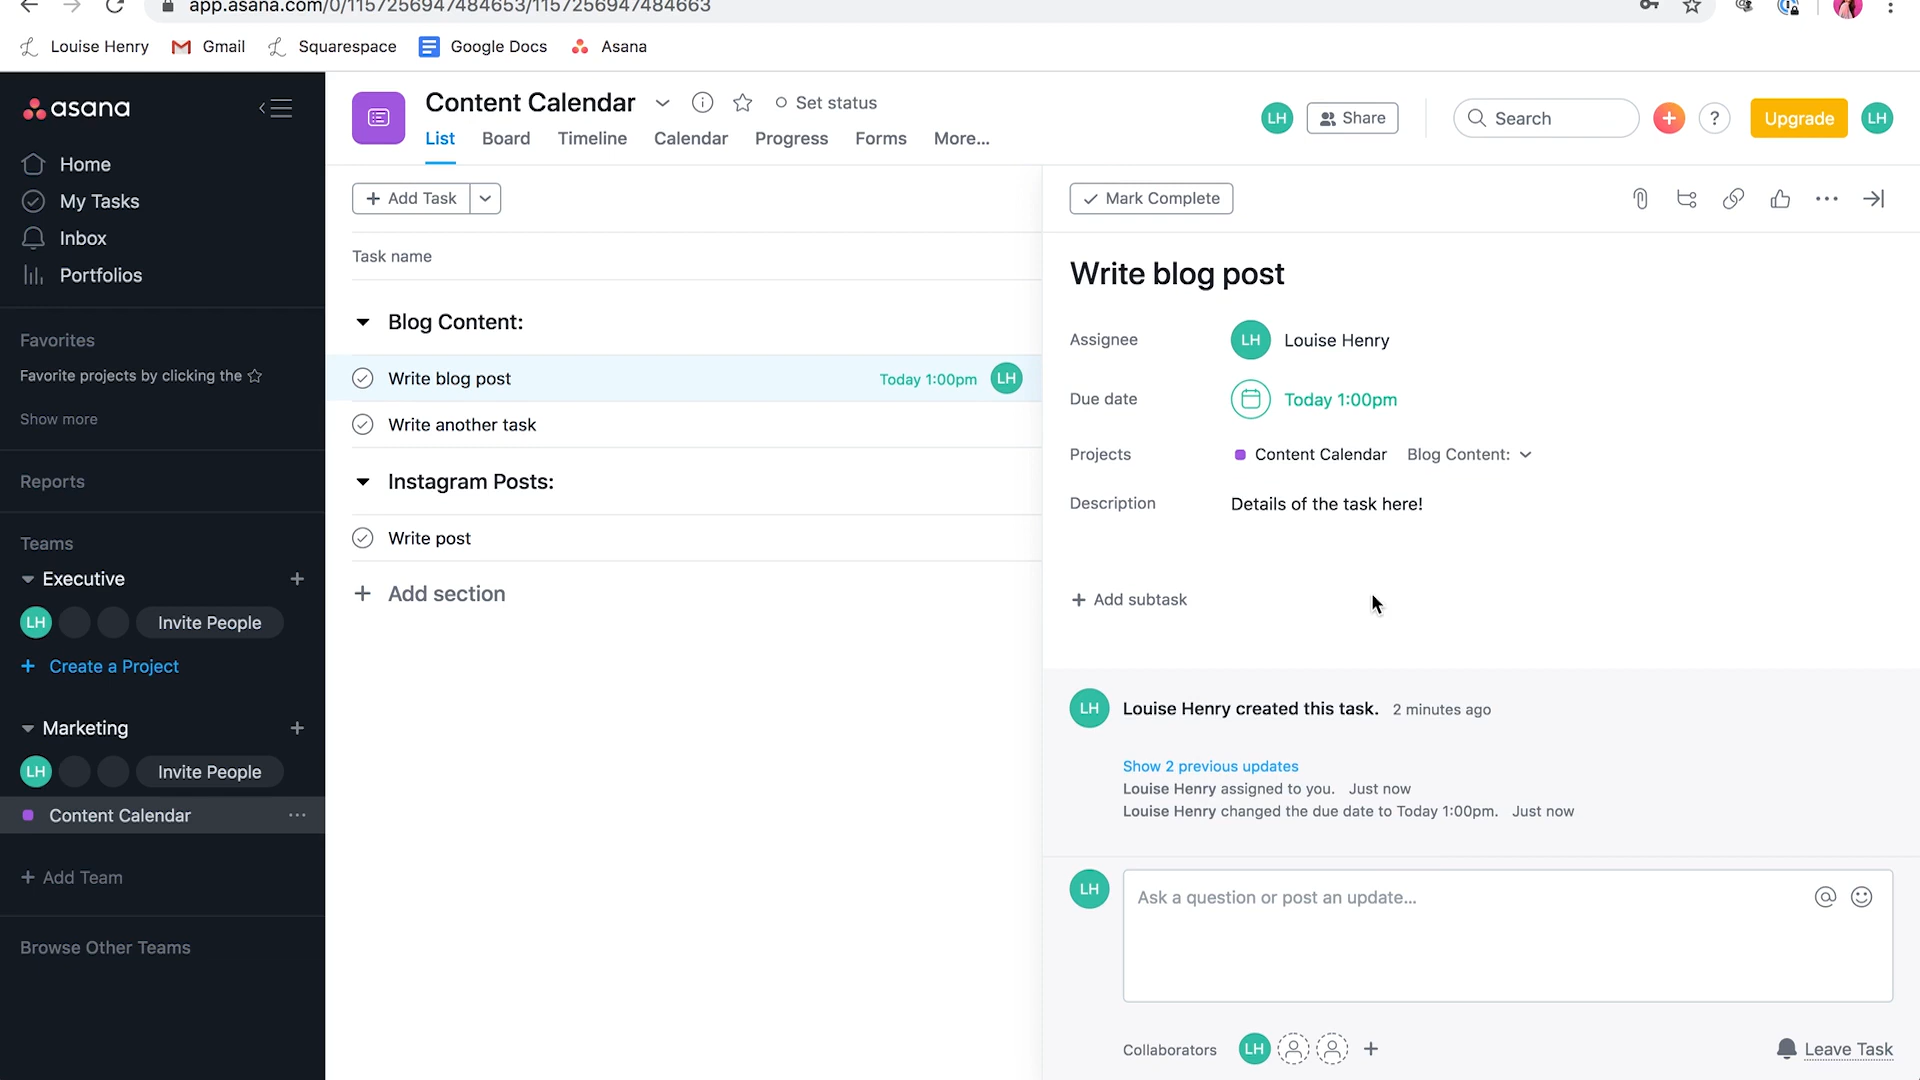 app.asana.com/0/1157256947484653/1157256947484663
Louise Henry
Gmail
Squarespace
Google Docs
Asana
asana
Home
My Tasks
Inbox
Portfolios
Favorites
Favorite projects by clicking the
Show more
Reports
Teams
Executive
LH
Invite People
+ Create a Project
Marketing
LH
Invite People
Content Calendar
+ Add Team
Browse Other Teams
Content Calendar
Set status
List Board Timeline Calendar Progress Forms More...
LH
Share
Search
?
Upgrade
LH
+ Add Task
Task name
Blog Content:
Write blog post Today 1:00pm LH
Write another task
Instagram Posts:
Write post
+ Add section
Mark Complete
Write blog post
Assignee LH Louise Henry
Due date Today 1:00pm
Projects Content Calendar Blog Content:
Description Details of the task here!
+ Add subtask
LH Louise Henry created this task. 2 minutes ago
Show 2 previous updates
Louise Henry assigned to you. Just now
Louise Henry changed the due date to Today 1:00pm. Just now
LH Ask a question or post an update...
Collaborators LH + Leave Task